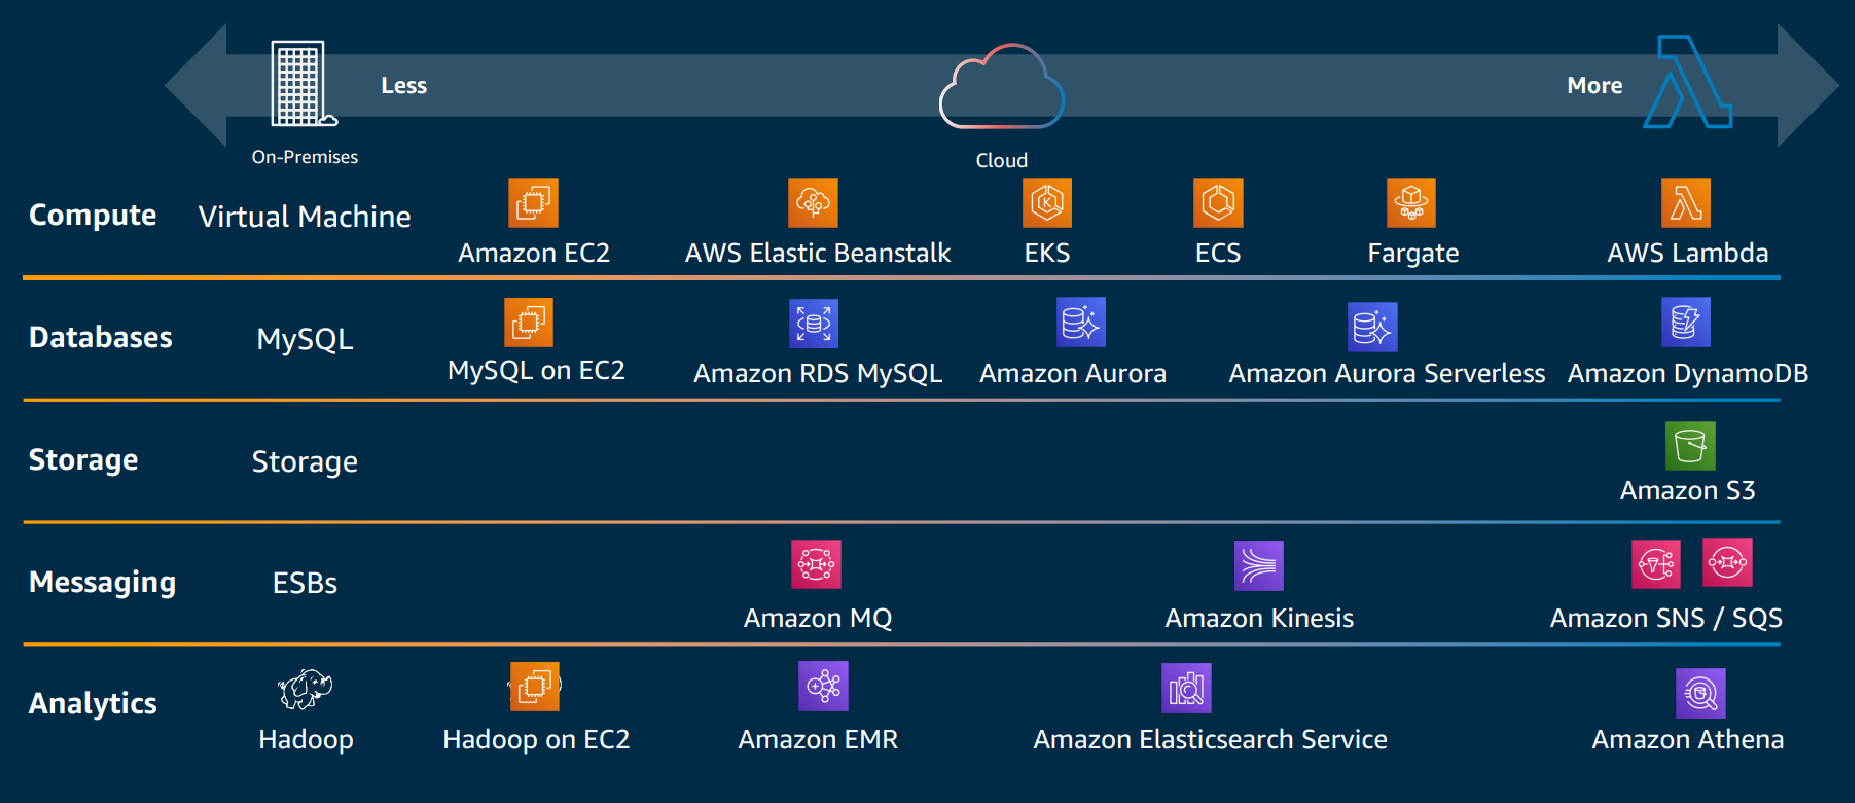 Less
More
On-Premises
Cloud
Compute
Virtual Machine
Amazon EC2
AWS Elastic Beanstalk
EKS
ECS
Fargate
AWS Lambda
Databases
MySQL
MySQL on EC2
Amazon RDS MySQL
Amazon Aurora
Amazon Aurora Serverless
Amazon DynamoDB
Storage
Storage
Amazon S3
Messaging
ESBs
Amazon MQ
Amazon Kinesis
Amazon SNS / SQS
Analytics
Hadoop
Hadoop on EC2
Amazon EMR
Amazon Elasticsearch Service
Amazon Athena